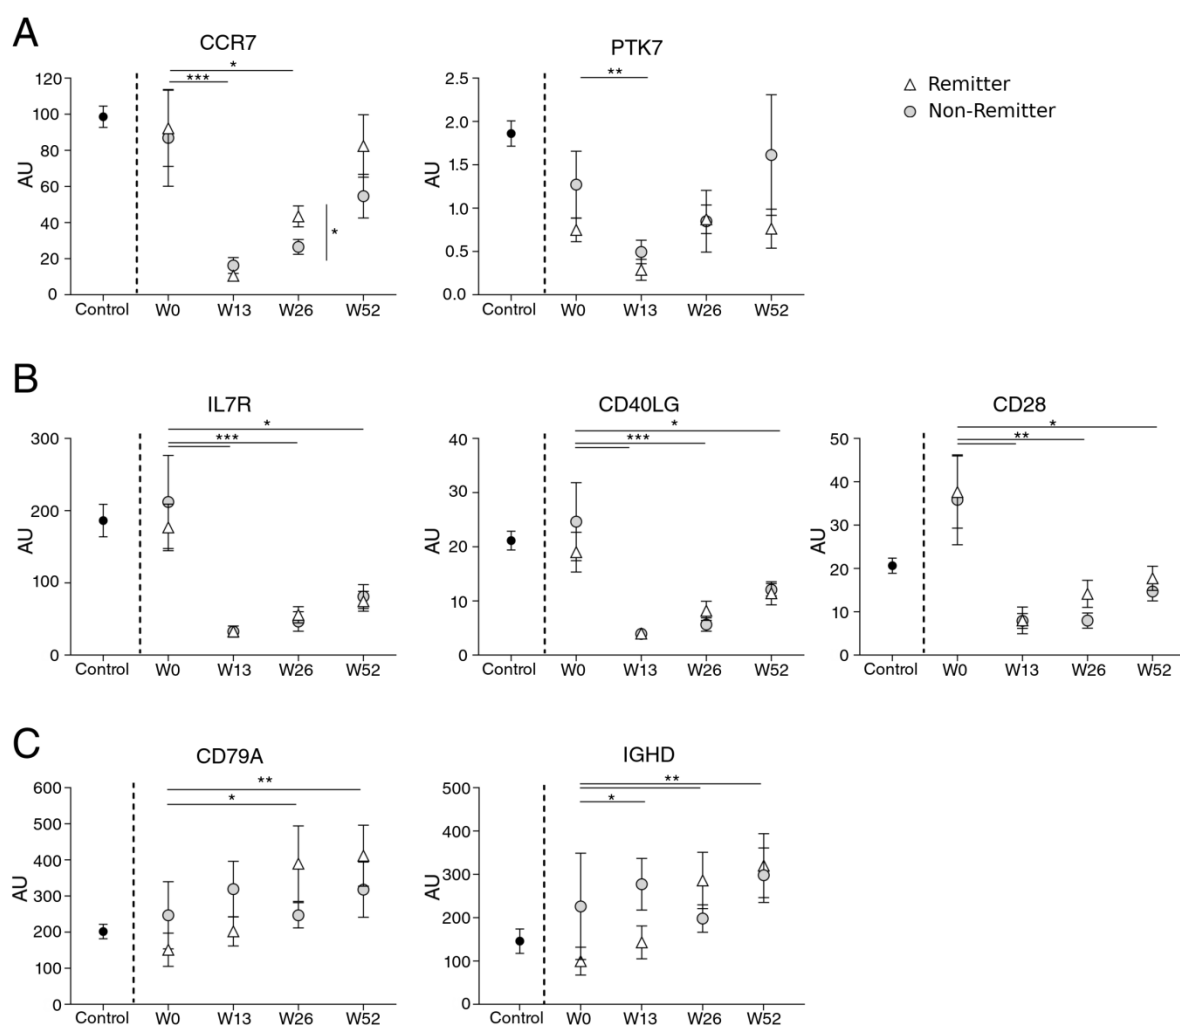 A
CCR7
PTK7
Remitter
Non-Remitter
*
***
**
120
100
80
60
40
20
0
AU
*
2.5
2.0
1.5
1.0
0.5
0.0
AU
Control W0 W13 W26 W52
Control W0 W13 W26 W52
B
IL7R
CD40LG
CD28
*
***
*
***
*
**
300
200
100
0
AU
40
30
20
10
0
AU
50
40
30
20
10
0
AU
Control W0 W13 W26 W52
Control W0 W13 W26 W52
Control W0 W13 W26 W52
C
CD79A
IGHD
**
*
**
*
600
500
400
300
200
100
0
AU
500
400
300
200
100
0
AU
Control W0 W13 W26 W52
Control W0 W13 W26 W52